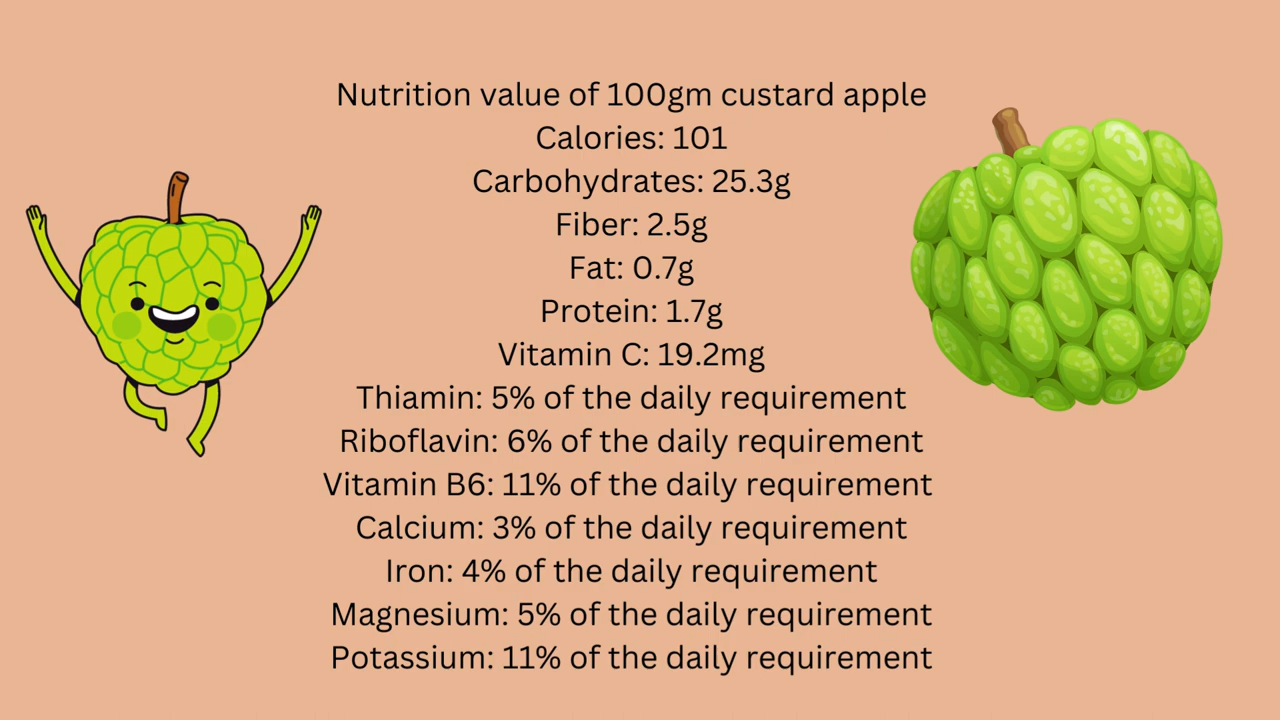 Nutrition value of 100gm custard apple
Calories: 101
Carbohydrates: 25.3g
Fiber: 2.5g
Fat: 0.7g
Protein: 1.7g
Vitamin C: 19.2mg
Thiamin: 5% of the daily requirement
Riboflavin: 6% of the daily requirement
Vitamin B6: 11% of the daily requirement
Calcium: 3% of the daily requirement
Iron: 4% of the daily requirement
Magnesium: 5% of the daily requirement
Potassium: 11% of the daily requirement